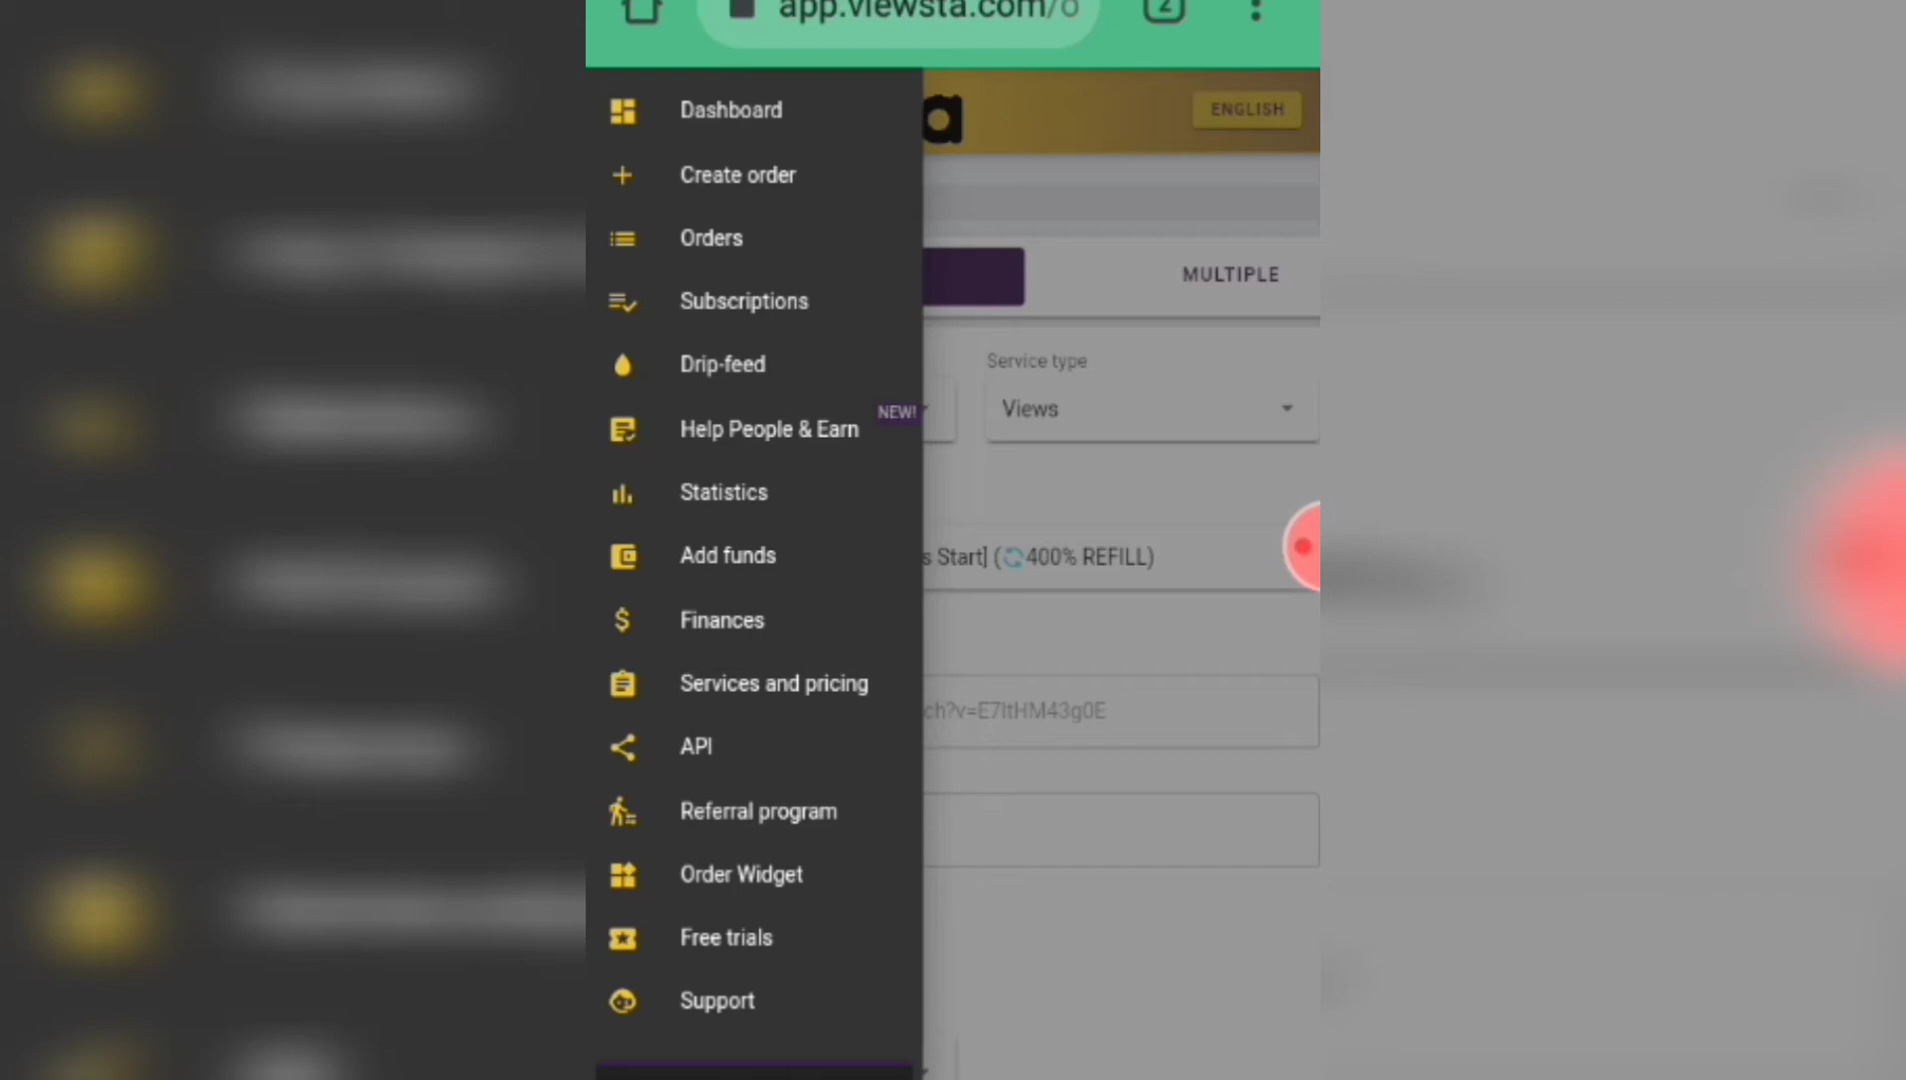 app.viewsta.com/o
2
Dashboard
a
ENGLISH
Create order
Orders
MULTIPLE
Subscriptions
Service type
Drip-feed
Views
NEW!
Help People & Earn
Statistics
Add funds
s Start] (400% REFILL)
Finances
Services and pricing
ch?v=E7ItHM43g0E
API
Referral program
Order Widget
Free trials
Support